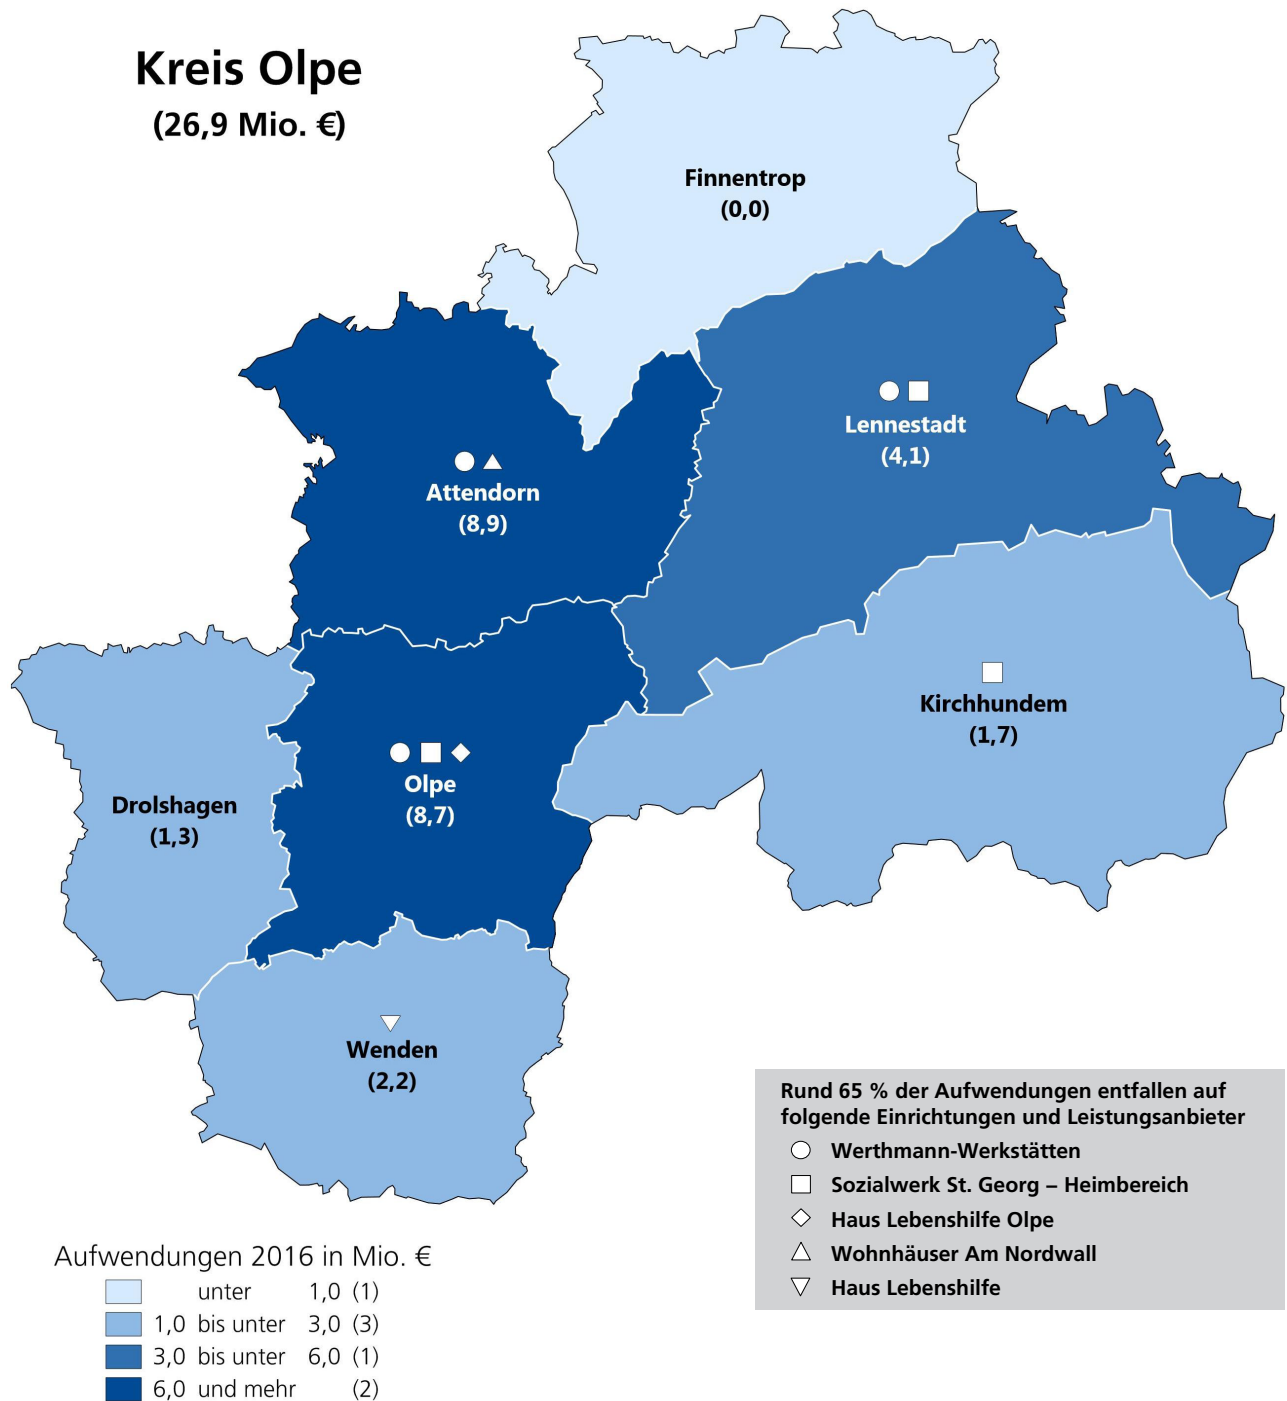 Kreis Olpe
(26,9 Mio. €)
Finnentrop
(0,0)
Lennestadt
(4,1)
Attendorn
(8,9)
Kirchhundem
(1,7)
Olpe
(8,7)
Drolshagen
(1,3)
Wenden
(2,2)
Rund 65 % der Aufwendungen entfallen auf
folgende Einrichtungen und Leistungsanbieter
Werthmann-Werkstätten
Sozialwerk St. Georg – Heimbereich
Haus Lebenshilfe Olpe
Wohnhäuser Am Nordwall
Haus Lebenshilfe
Aufwendungen 2016 in Mio. €
unter 1,0 (1)
1,0 bis unter 3,0 (3)
3,0 bis unter 6,0 (1)
6,0 und mehr (2)